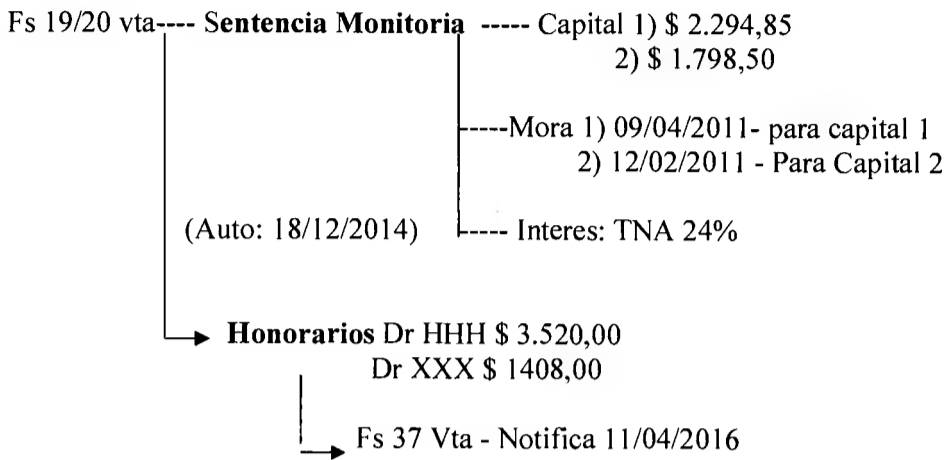 Fs 19/20 vta---- Sentencia Monitoria ----- Capital 1) $ 2.294,85
2) $ 1.798,50
-----Mora 1) 09/04/2011- para capital 1
2) 12/02/2011 - Para Capital 2
(Auto: 18/12/2014) ----- Interes: TNA 24%
Honorarios Dr HHH $ 3.520,00
Dr XXX $ 1408,00
Fs 37 Vta - Notifica 11/04/2016